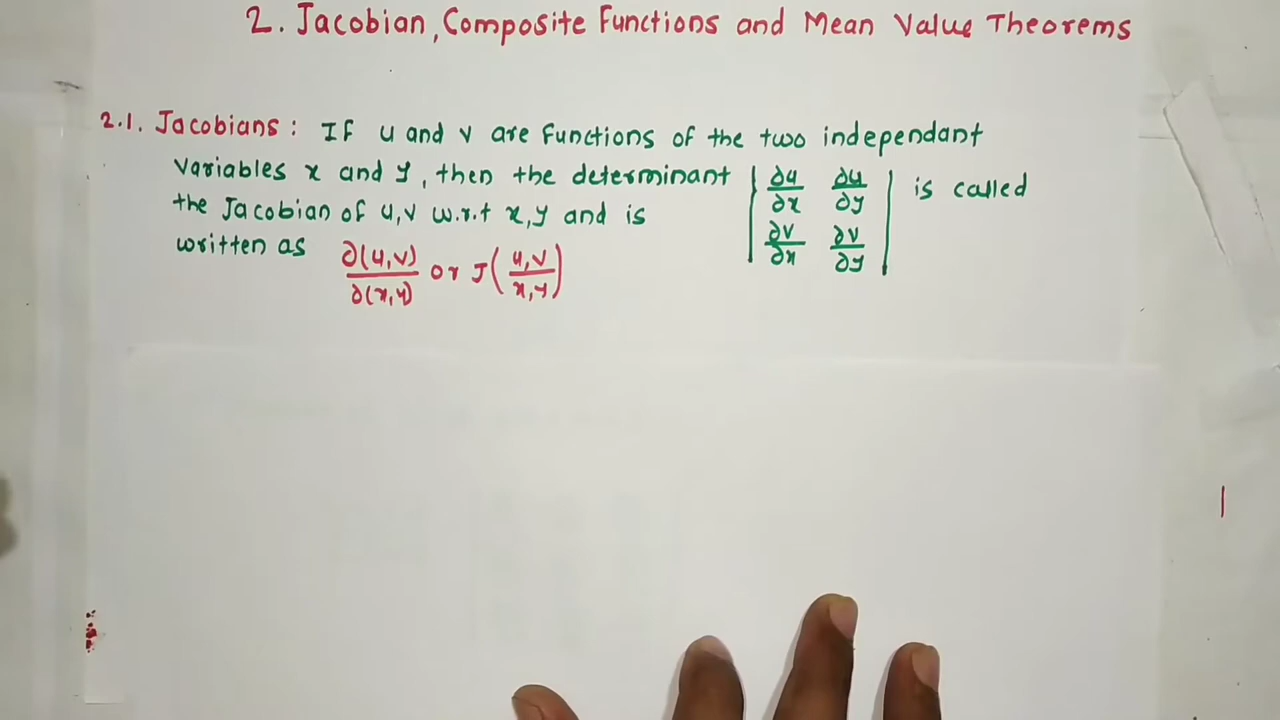 2. Jacobian, Composite Functions and Mean Value Theorems
2.1. Jacobians: If u and v are functions of the two independant
variables x and y, then the determinant | ∂u/∂x ∂u/∂y | is called
the Jacobian of u,v w.r.t x,y and is | ∂v/∂x ∂v/∂y |
written as ∂(u,v)/∂(x,y) or J(u,v/x,y)